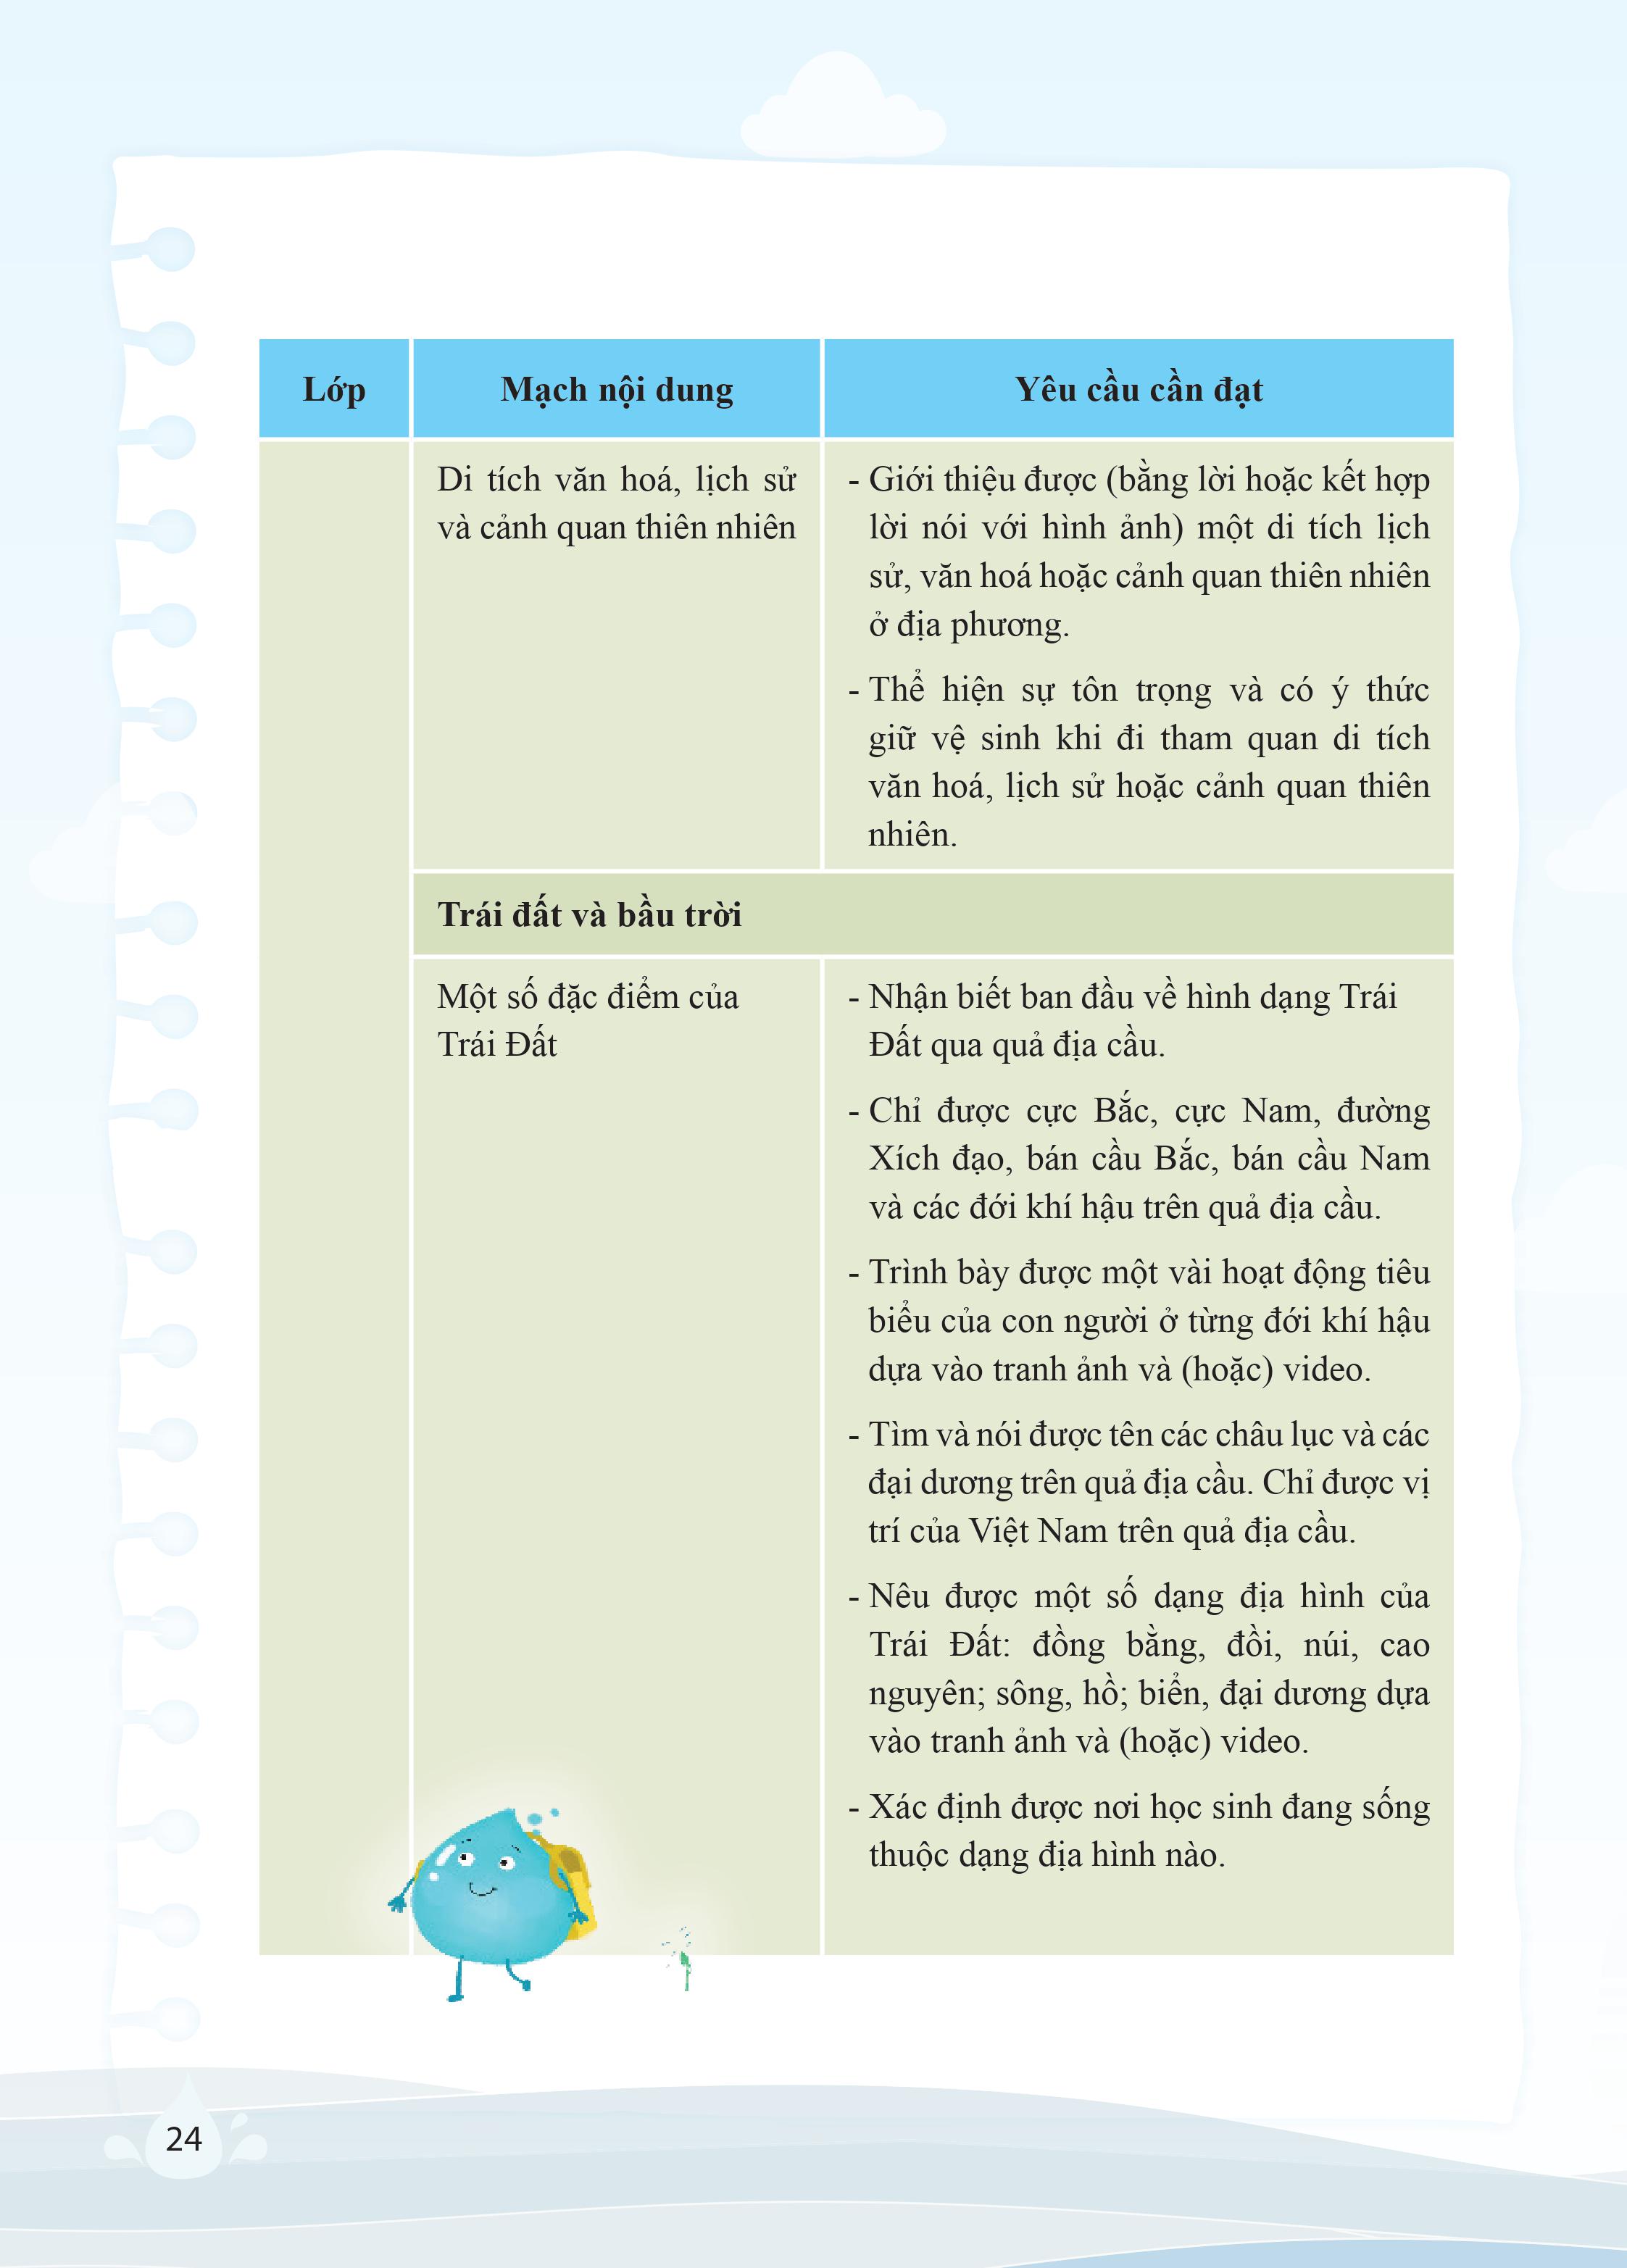 Lớp
Mạch nội dung
Yêu cầu cần đạt
Di tích văn hoá, lịch sử
và cảnh quan thiên nhiên
- Giới thiệu được (bằng lời hoặc kết hợp
lời nói với hình ảnh) một di tích lịch
sử, văn hoá hoặc cảnh quan thiên nhiên
ở địa phương.
- Thể hiện sự tôn trọng và có ý thức
giữ vệ sinh khi đi tham quan di tích
văn hoá, lịch sử hoặc cảnh quan thiên
nhiên.
Trái đất và bầu trời
Một số đặc điểm của
Trái Đất
- Nhận biết ban đầu về hình dạng Trái
Đất qua quả địa cầu.
- Chỉ được cực Bắc, cực Nam, đường
Xích đạo, bán cầu Bắc, bán cầu Nam
và các đới khí hậu trên quả địa cầu.
- Trình bày được một vài hoạt động tiêu
biểu của con người ở từng đới khí hậu
dựa vào tranh ảnh và (hoặc) video.
- Tìm và nói được tên các châu lục và các
đại dương trên quả địa cầu. Chỉ được vị
trí của Việt Nam trên quả địa cầu.
- Nêu được một số dạng địa hình của
Trái Đất: đồng bằng, đồi, núi, cao
nguyên; sông, hồ; biển, đại dương dựa
vào tranh ảnh và (hoặc) video.
- Xác định được nơi học sinh đang sống
thuộc dạng địa hình nào.
24